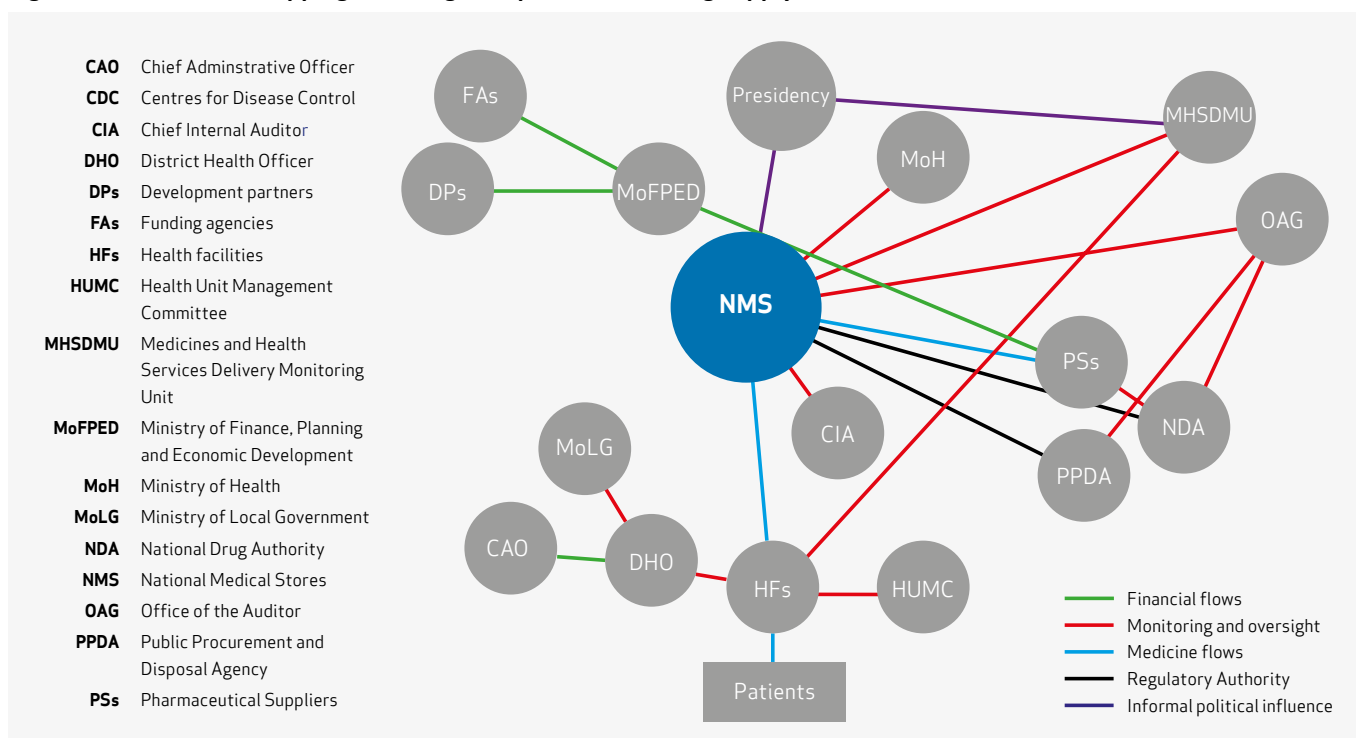 CAO Chief Adminstrative Officer
CDC Centres for Disease Control
CIA Chief Internal Auditor
DHO District Health Officer
DPs Development partners
FAs Funding agencies
HFs Health facilities
HUMC Health Unit Management
Committee
MHSDMU Medicines and Health
Services Delivery Monitoring
Unit
MoFPED Ministry of Finance, Planning
and Economic Development
MoH Ministry of Health
MoLG Ministry of Local Government
NDA National Drug Authority
NMS National Medical Stores
OAG Office of the Auditor
PPDA Public Procurement and
Disposal Agency
PSs Pharmaceutical Suppliers
FAs
Presidency
MHSDMU
MoH
DPs
MoFPED
OAG
NMS
PSs
CIA
NDA
MoLG
PPDA
CAO
DHO
HFs
HUMC
Patients
Financial flows
Monitoring and oversight
Medicine flows
Regulatory Authority
Informal political influence